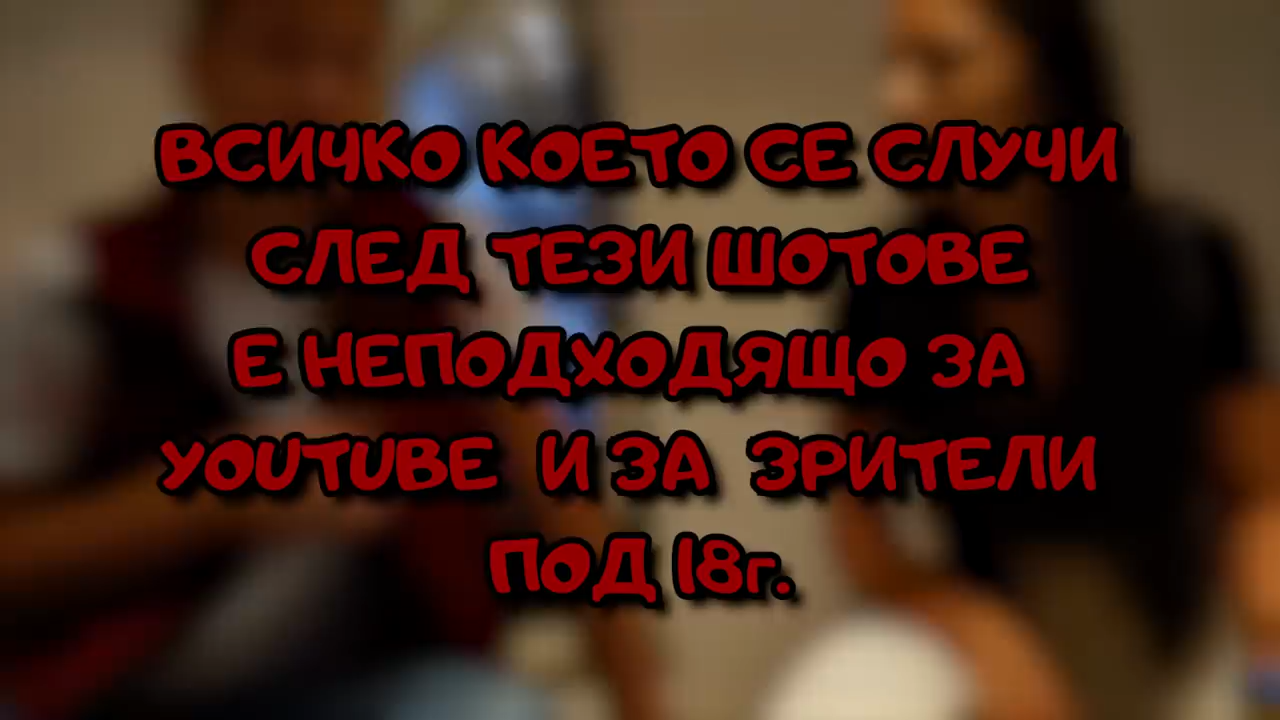 ВСИЧКО КОЕТО СЕ СЛУЧИ
СЛЕД ТЕЗИ ШОТОВЕ
Е НЕПОДХОДЯЩО ЗА
YOUTUBE И ЗА ЗРИТЕЛИ
ПОД 18г.